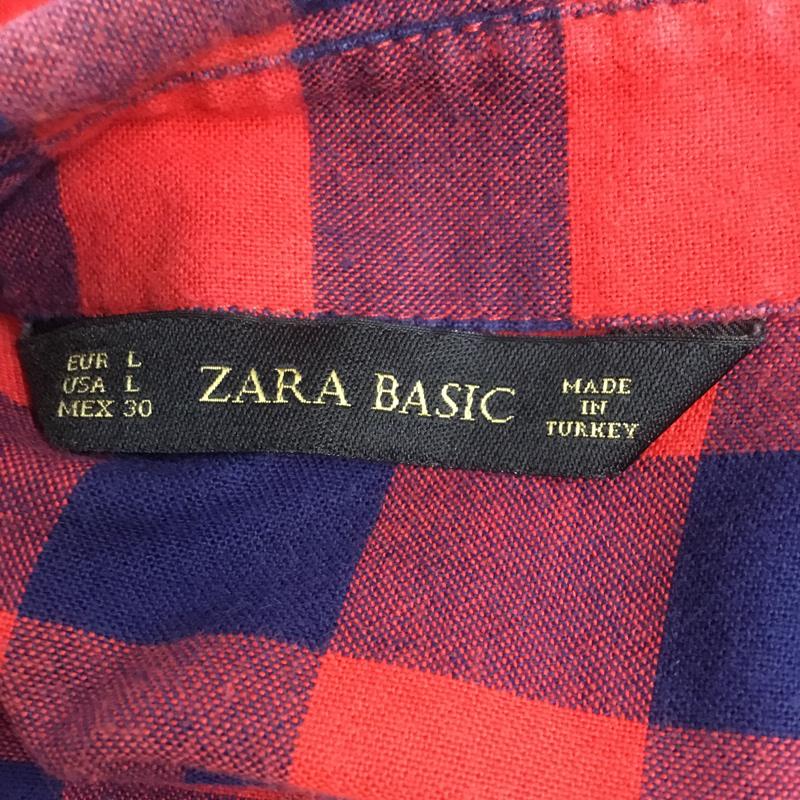 EUR L
USA L
MEX 30
ZARA BASIC
MADE
IN
TURKEY